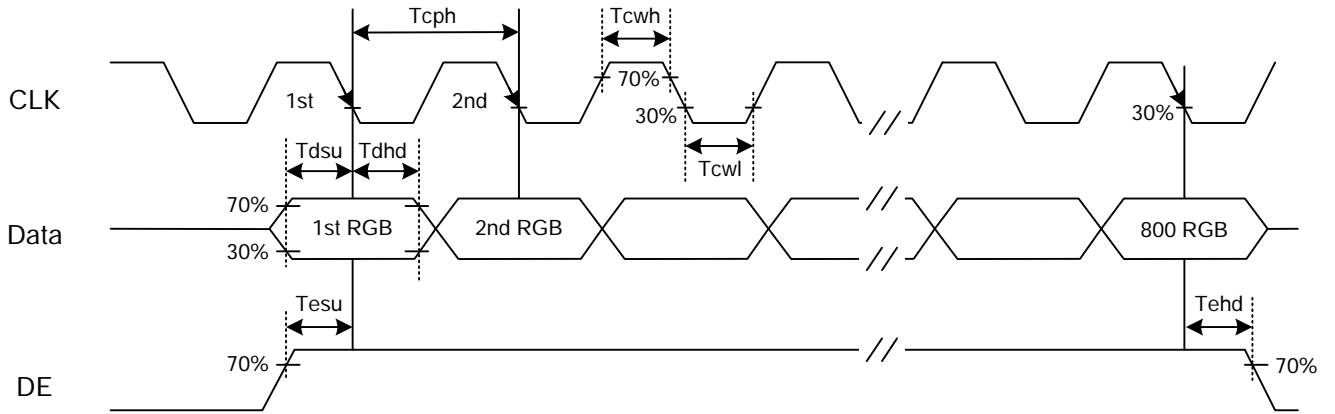 Tcph
Tcwh
CLK
1st
2nd
70%
30%
30%
Tcwl
Tdsu
Tdhd
70%
Data
1st RGB
2nd RGB
800 RGB
30%
Tesu
Tehd
70%
70%
DE